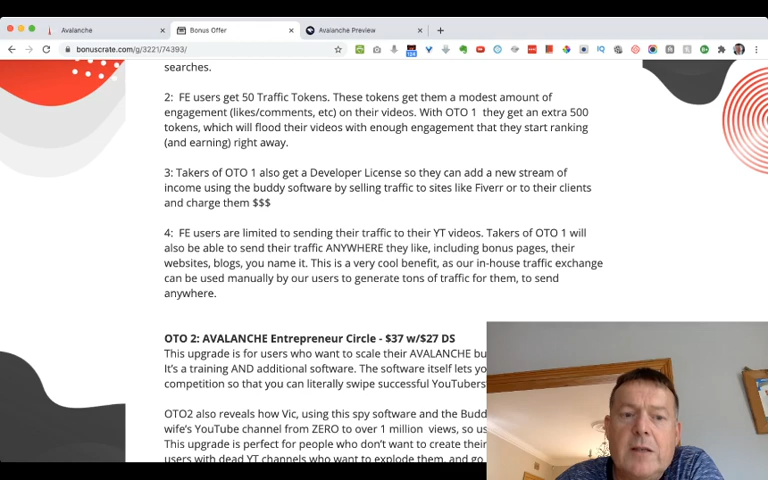 Avalanche
Bonus Offer
Avalanche Preview
bonuscrate.com/g/3221/74393/
searches.
2: FE users get 50 Traffic Tokens. These tokens get them a modest amount of
engagement (likes/comments, etc) on their videos. With OTO 1 they get an extra 500
tokens, which will flood their videos with enough engagement that they start ranking
(and earning) right away.
3: Takers of OTO 1 also get a Developer License so they can add a new stream of
income using the buddy software by selling traffic to sites like Fiverr or to their clients
and charge them $$$
4: FE users are limited to sending their traffic to their YT videos. Takers of OTO 1 will
also be able to send their traffic ANYWHERE they like, including bonus pages, their
websites, blogs, you name it. This is a very cool benefit, as our in-house traffic exchange
can be used manually by our users to generate tons of traffic for them, to send
anywhere.
OTO 2: AVALANCHE Entrepreneur Circle - $37 w/$27 DS
This upgrade is for users who want to scale their AVALANCHE bu
It's a training AND additional software. The software itself lets yo
competition so that you can literally swipe successful YouTubers
OTO2 also reveals how Vic, using this spy software and the Budd
wife's YouTube channel from ZERO to over 1 million views, so us
This upgrade is perfect for people who don't want to create their
users with dead YT channels who want to explode them, and go